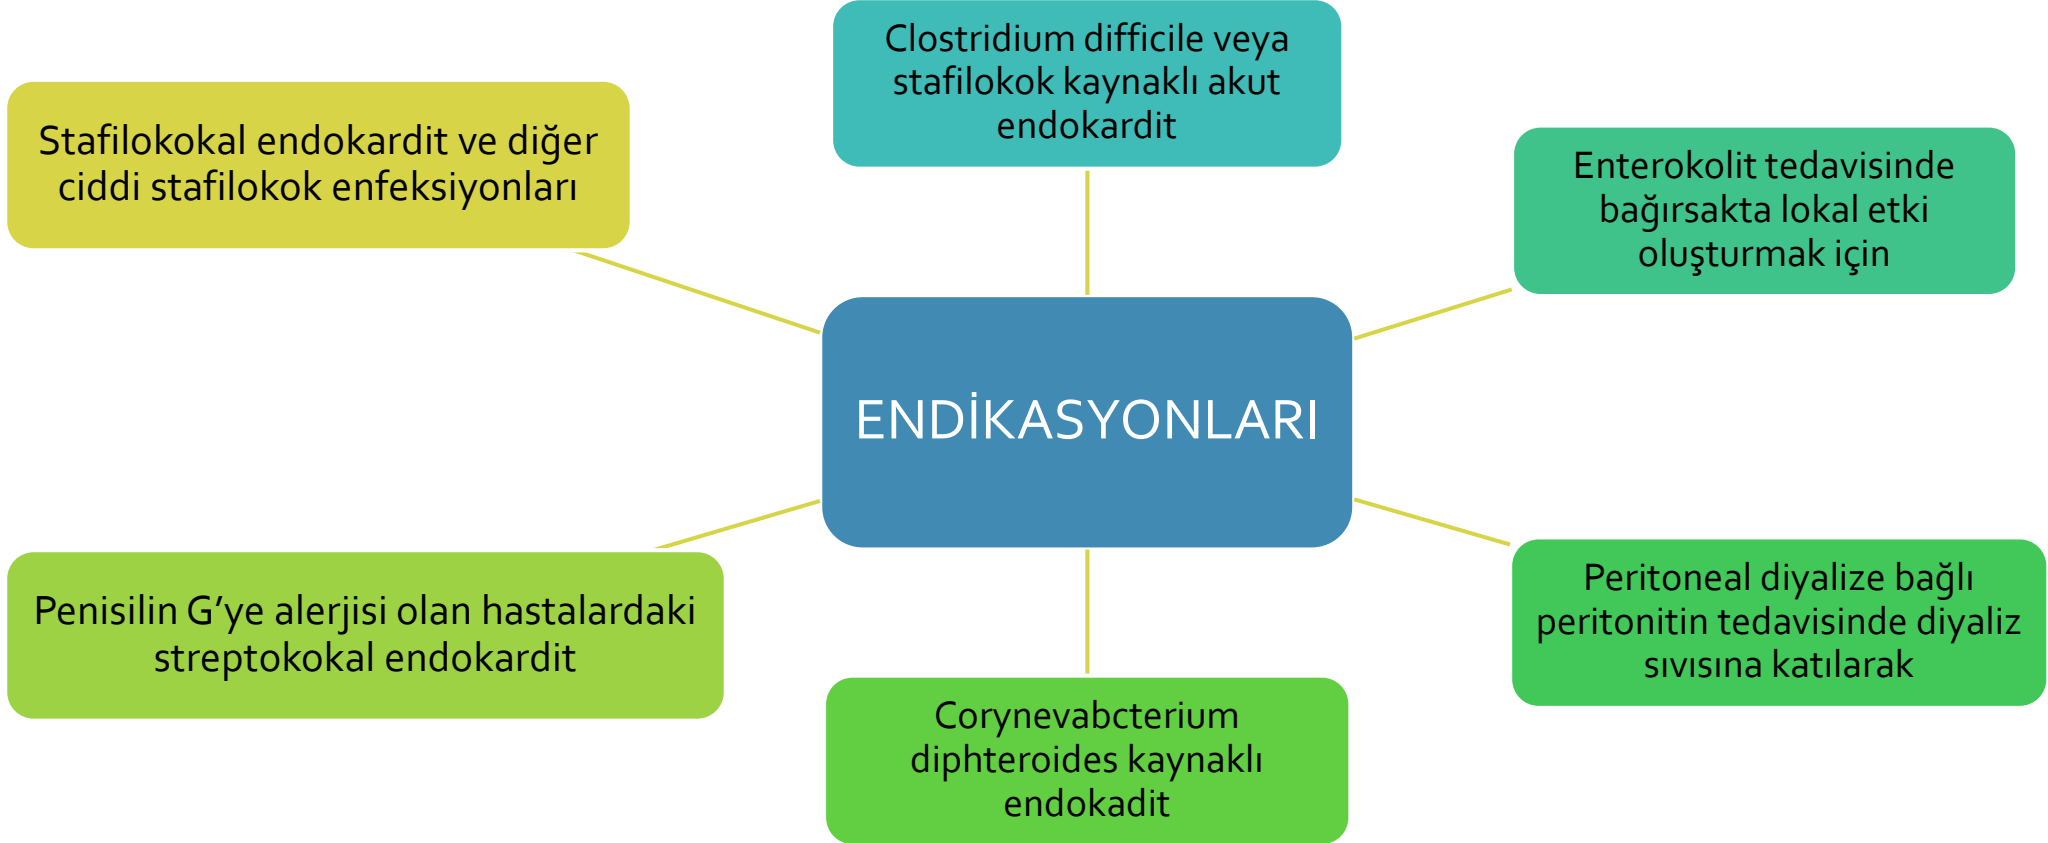 Clostridium difficile veya
stafilokok kaynaklı akut
endokardit
Stafilokokal endokardit ve diğer
ciddi stafilokok enfeksiyonları
Enterokolit tedavisinde
bağırsakta lokal etki
oluşturmak için
ENDİKASYONLARI
Penisilin G’ye alerjisi olan hastalardaki
streptokokal endokardit
Peritoneal diyalize bağlı
peritonitin tedavisinde diyaliz
sıvısına katılarak
Corynevabcterium
diphteroides kaynaklı
endokadit